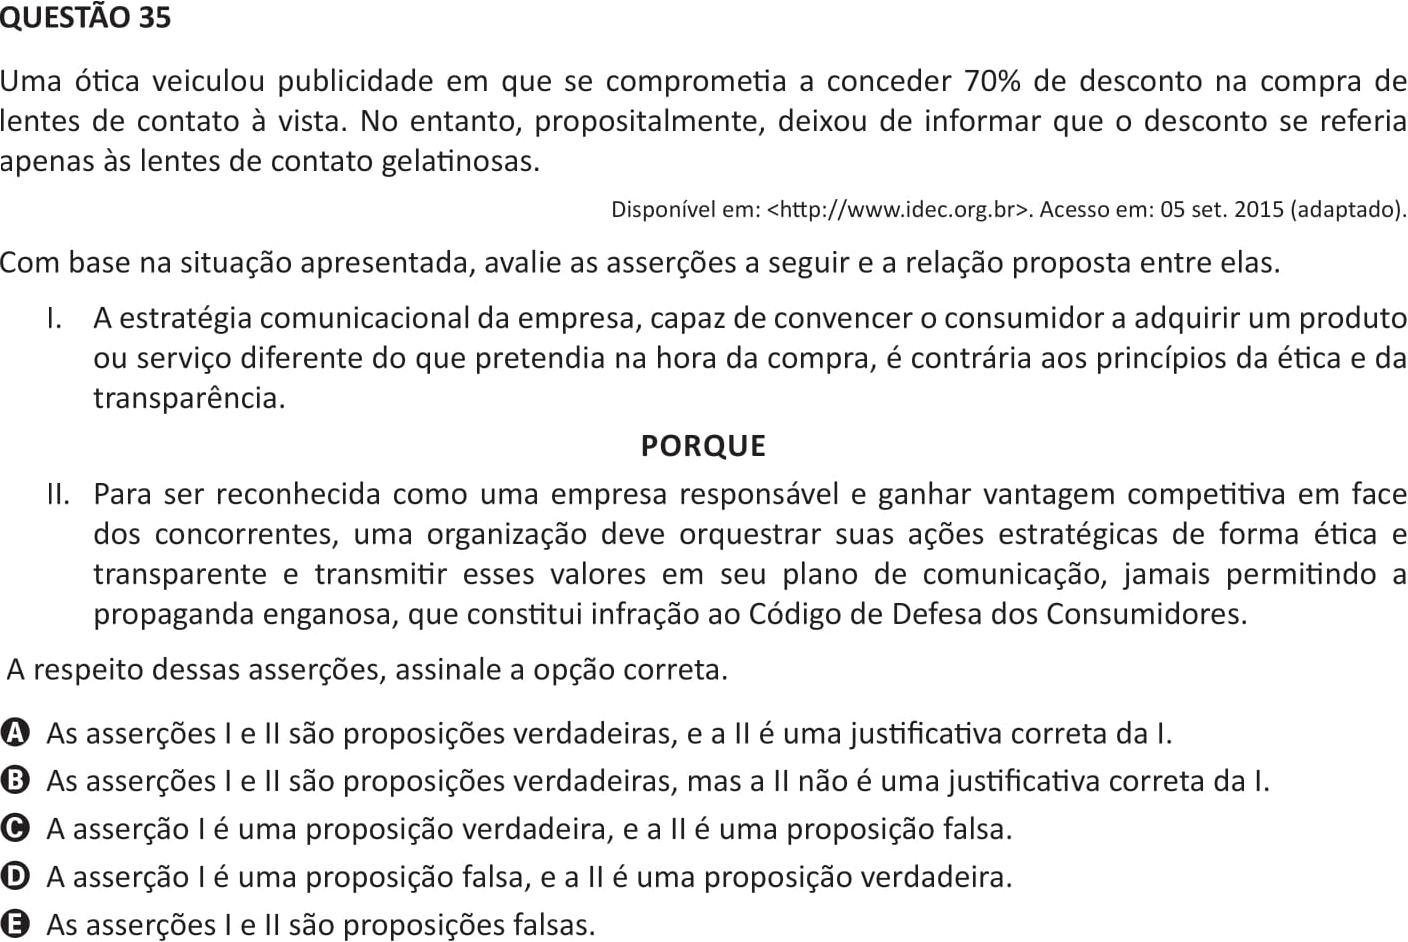 QUESTÃO 35
Uma ótica veiculou publicidade em que se comprometia a conceder 70% de desconto na compra de
lentes de contato à vista. No entanto, propositalmente, deixou de informar que o desconto se referia
apenas às lentes de contato gelatinosas.
Disponível em: <http://www.idec.org.br>. Acesso em: 05 set. 2015 (adaptado).
Com base na situação apresentada, avalie as asserções a seguir e a relação proposta entre elas.
I. A estratégia comunicacional da empresa, capaz de convencer o consumidor a adquirir um produto
ou serviço diferente do que pretendia na hora da compra, é contrária aos princípios da ética e da
transparência.
PORQUE
II. Para ser reconhecida como uma empresa responsável e ganhar vantagem competitiva em face
dos concorrentes, uma organização deve orquestrar suas ações estratégicas de forma ética e
transparente e transmitir esses valores em seu plano de comunicação, jamais permitindo a
propaganda enganosa, que constitui infração ao Código de Defesa dos Consumidores.
A respeito dessas asserções, assinale a opção correta.
A As asserções I e II são proposições verdadeiras, e a II é uma justificativa correta da I.
B As asserções I e II são proposições verdadeiras, mas a II não é uma justificativa correta da I.
C A asserção I é uma proposição verdadeira, e a II é uma proposição falsa.
D A asserção I é uma proposição falsa, e a II é uma proposição verdadeira.
E As asserções I e II são proposições falsas.